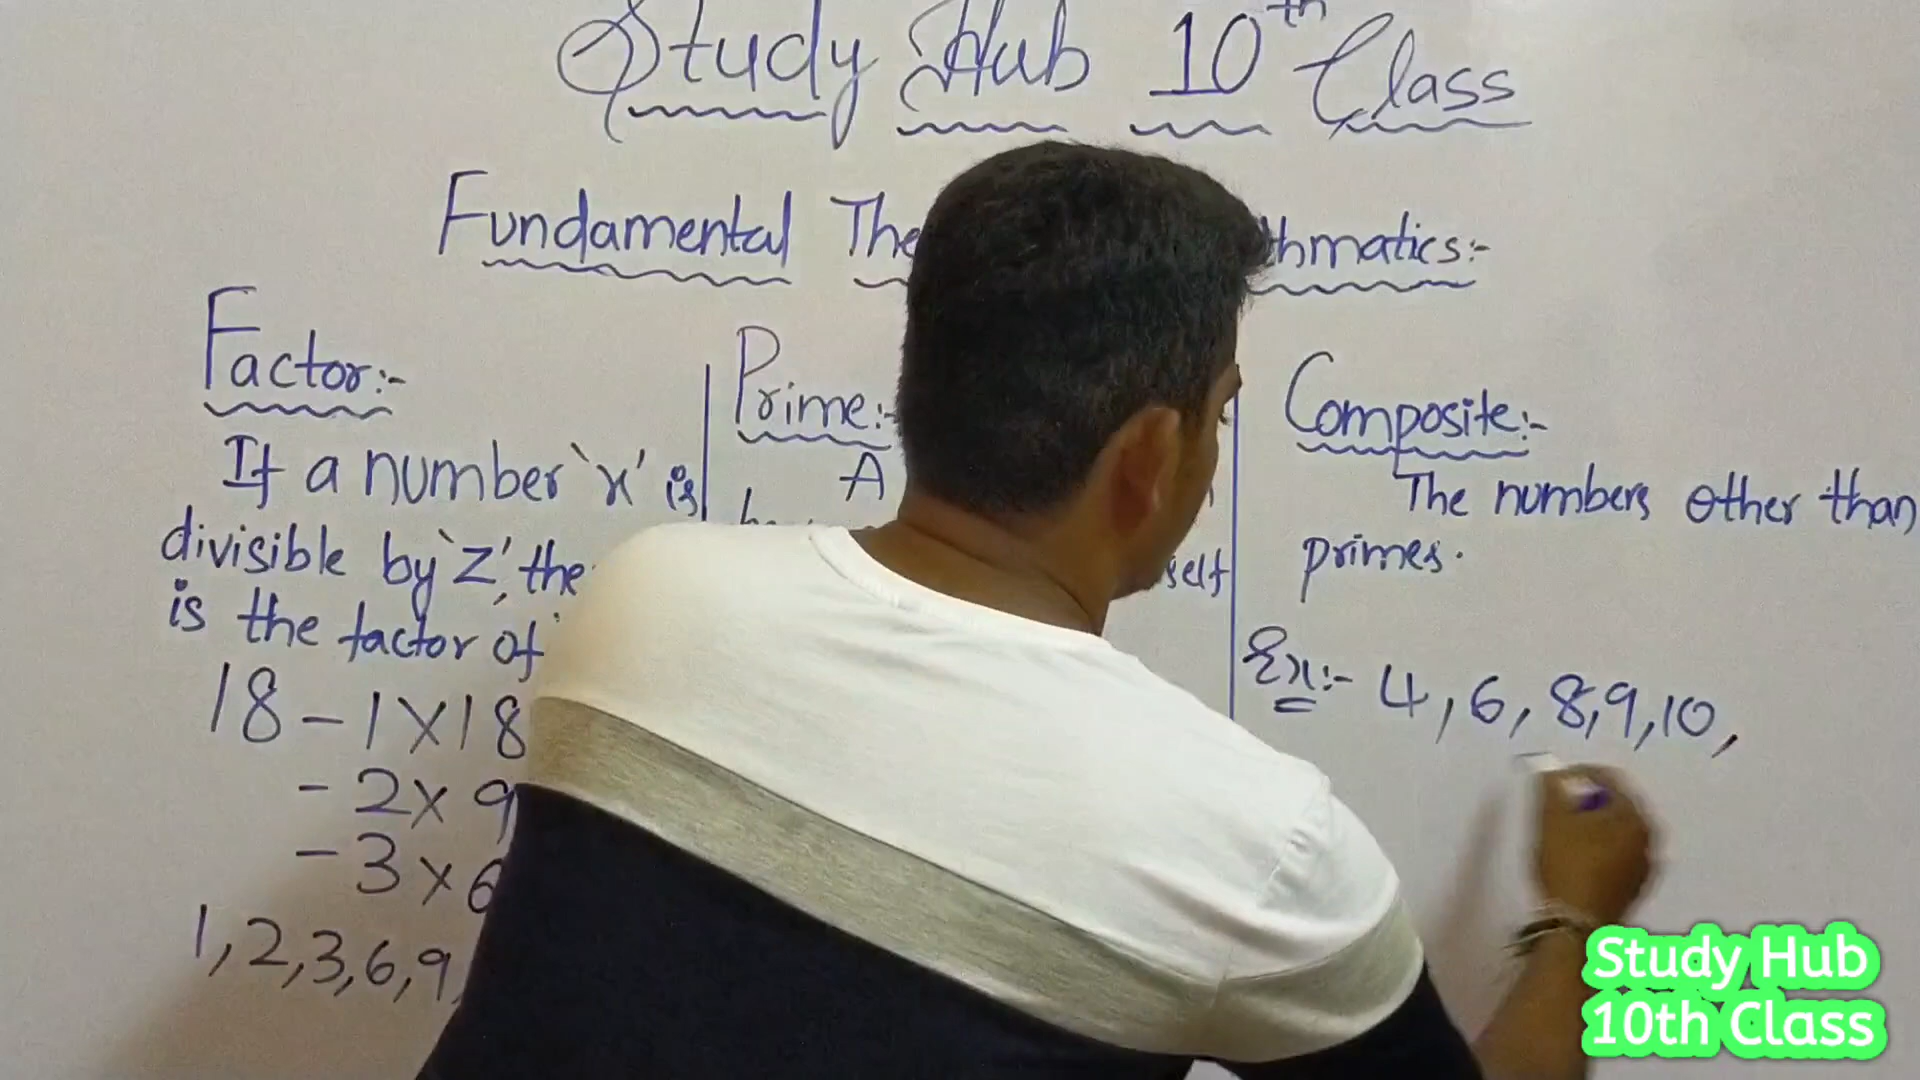 Study Hub 10th Class
Fundamental The thmatics:-
Factor:-
If a number `x' is
divisible by `Z', the
is the factor of
18 - 1 X 18
- 2 X 9
- 3 X 6
1, 2, 3, 6, 9,
Prime:-
A
self
Composite:-
The numbers other than
primes.
Ex:- 4, 6, 8, 9, 10,
Study Hub
10th Class